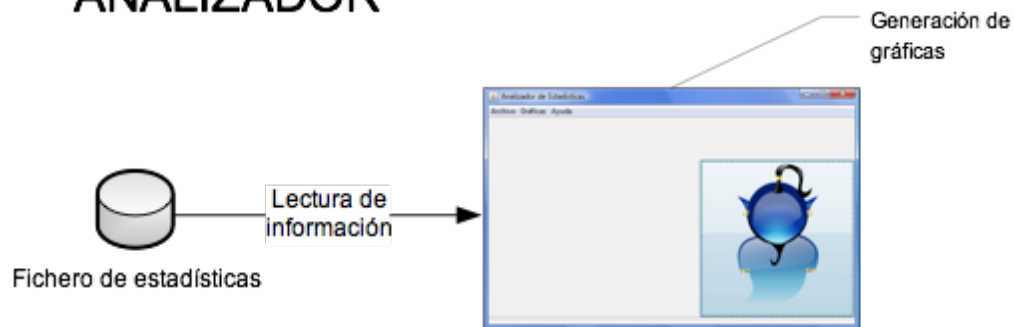 ANALIZADOR
Generación de
gráficas
Analizador de Estadísticas
Archivo Gráficas Ayuda
Lectura de
información
Fichero de estadísticas